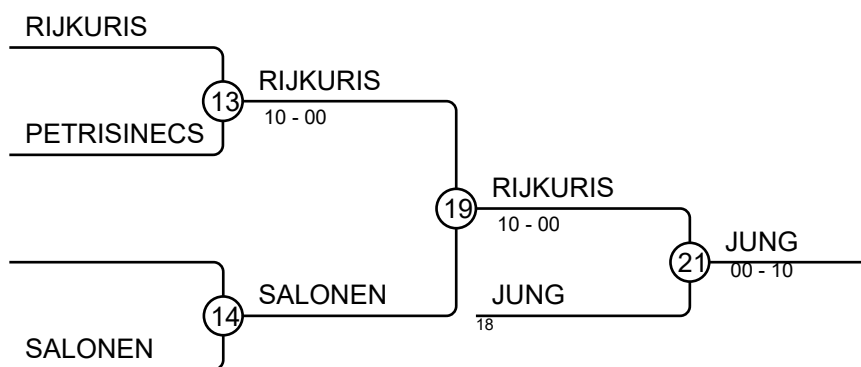 RIJKURIS
13
RIJKURIS
10 - 00
PETRISINECS
19
RIJKURIS
10 - 00
21
JUNG
00 - 10
14
SALONEN
JUNG
18
SALONEN